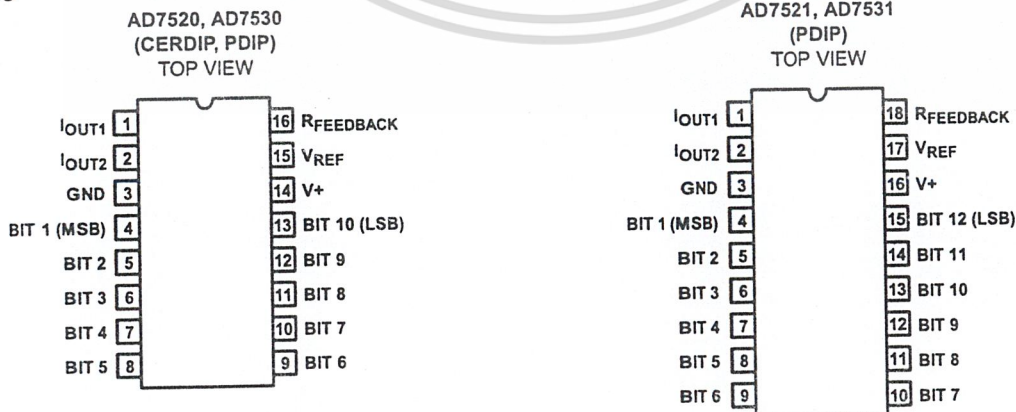 AD7520, AD7530
(CERDIP, PDIP)
TOP VIEW
IOUT1 1
IOUT2 2
GND 3
BIT 1 (MSB) 4
BIT 2 5
BIT 3 6
BIT 4 7
BIT 5 8
16 RFEEDBACK
15 VREF
14 V+
13 BIT 10 (LSB)
12 BIT 9
11 BIT 8
10 BIT 7
9 BIT 6
AD7521, AD7531
(PDIP)
TOP VIEW
IOUT1 1
IOUT2 2
GND 3
BIT 1 (MSB) 4
BIT 2 5
BIT 3 6
BIT 4 7
BIT 5 8
BIT 6 9
18 RFEEDBACK
17 VREF
16 V+
15 BIT 12 (LSB)
14 BIT 11
13 BIT 10
12 BIT 9
11 BIT 8
10 BIT 7